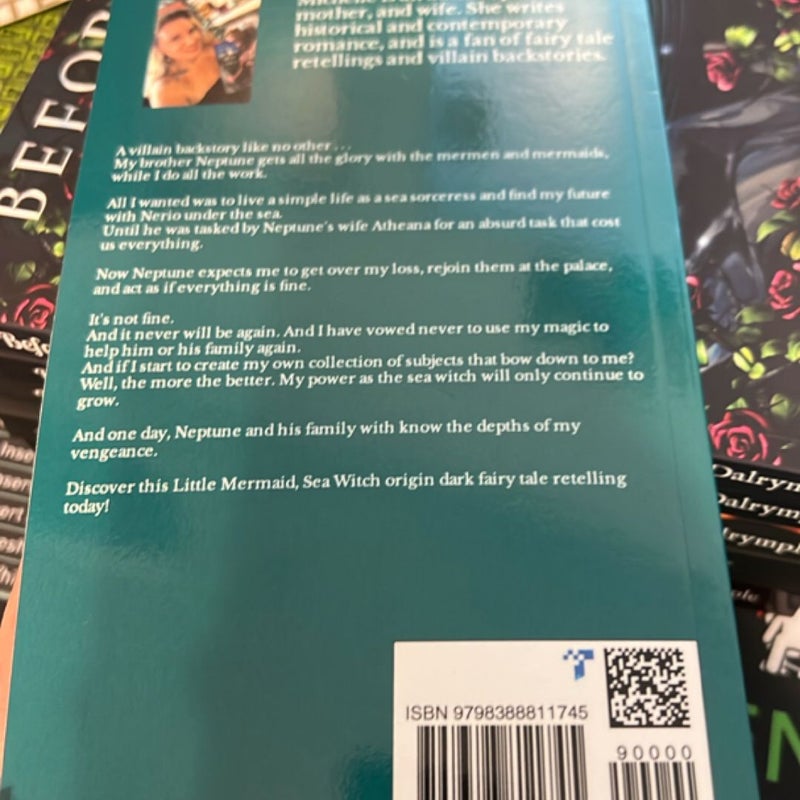 mother, and wife. She writes
historical and contemporary
romance, and is a fan of fairy tale
retellings and villain backstories.
A villain backstory like no other . . .
My brother Neptune gets all the glory with the mermen and mermaids,
while I do all the work.
All I wanted was to live a simple life as a sea sorceress and find my future
with Nerio under the sea.
Until he was tasked by Neptune's wife Atheana for an absurd task that cost
us everything.
Now Neptune expects me to get over my loss, rejoin them at the palace,
and act as if everything is fine.
It's not fine.
And it never will be again. And I have vowed never to use my magic to
help him or his family again.
And if I start to create my own collection of subjects that bow down to me?
Well, the more the better. My power as the sea witch will only continue to
grow.
And one day, Neptune and his family with know the depths of my
vengeance.
Discover this Little Mermaid, Sea Witch origin dark fairy tale retelling
today!
ISBN 9798388811745
90000
BEFOR
Dalrym
Dalrym
lrympl